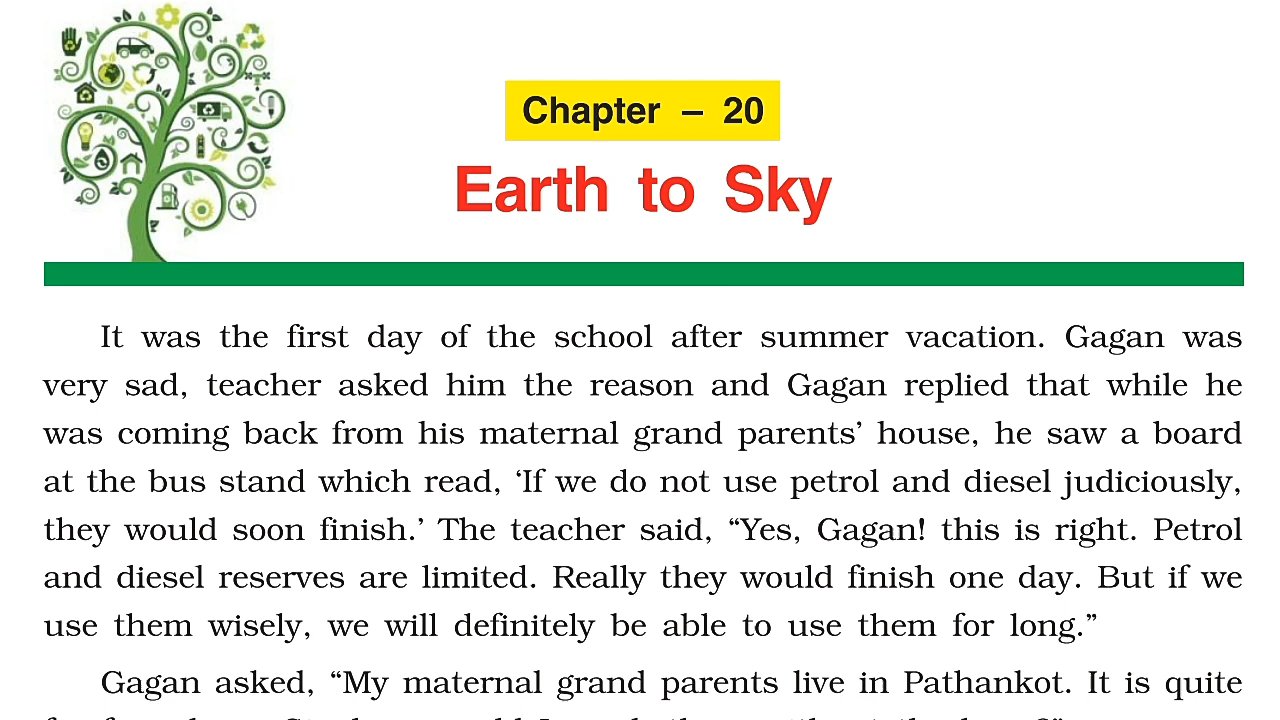 Chapter – 20
Earth to Sky
It was the first day of the school after summer vacation. Gagan was
very sad, teacher asked him the reason and Gagan replied that while he
was coming back from his maternal grand parents’ house, he saw a board
at the bus stand which read, ‘If we do not use petrol and diesel judiciously,
they would soon finish.’ The teacher said, “Yes, Gagan! this is right. Petrol
and diesel reserves are limited. Really they would finish one day. But if we
use them wisely, we will definitely be able to use them for long.”
Gagan asked, “My maternal grand parents live in Pathankot. It is quite